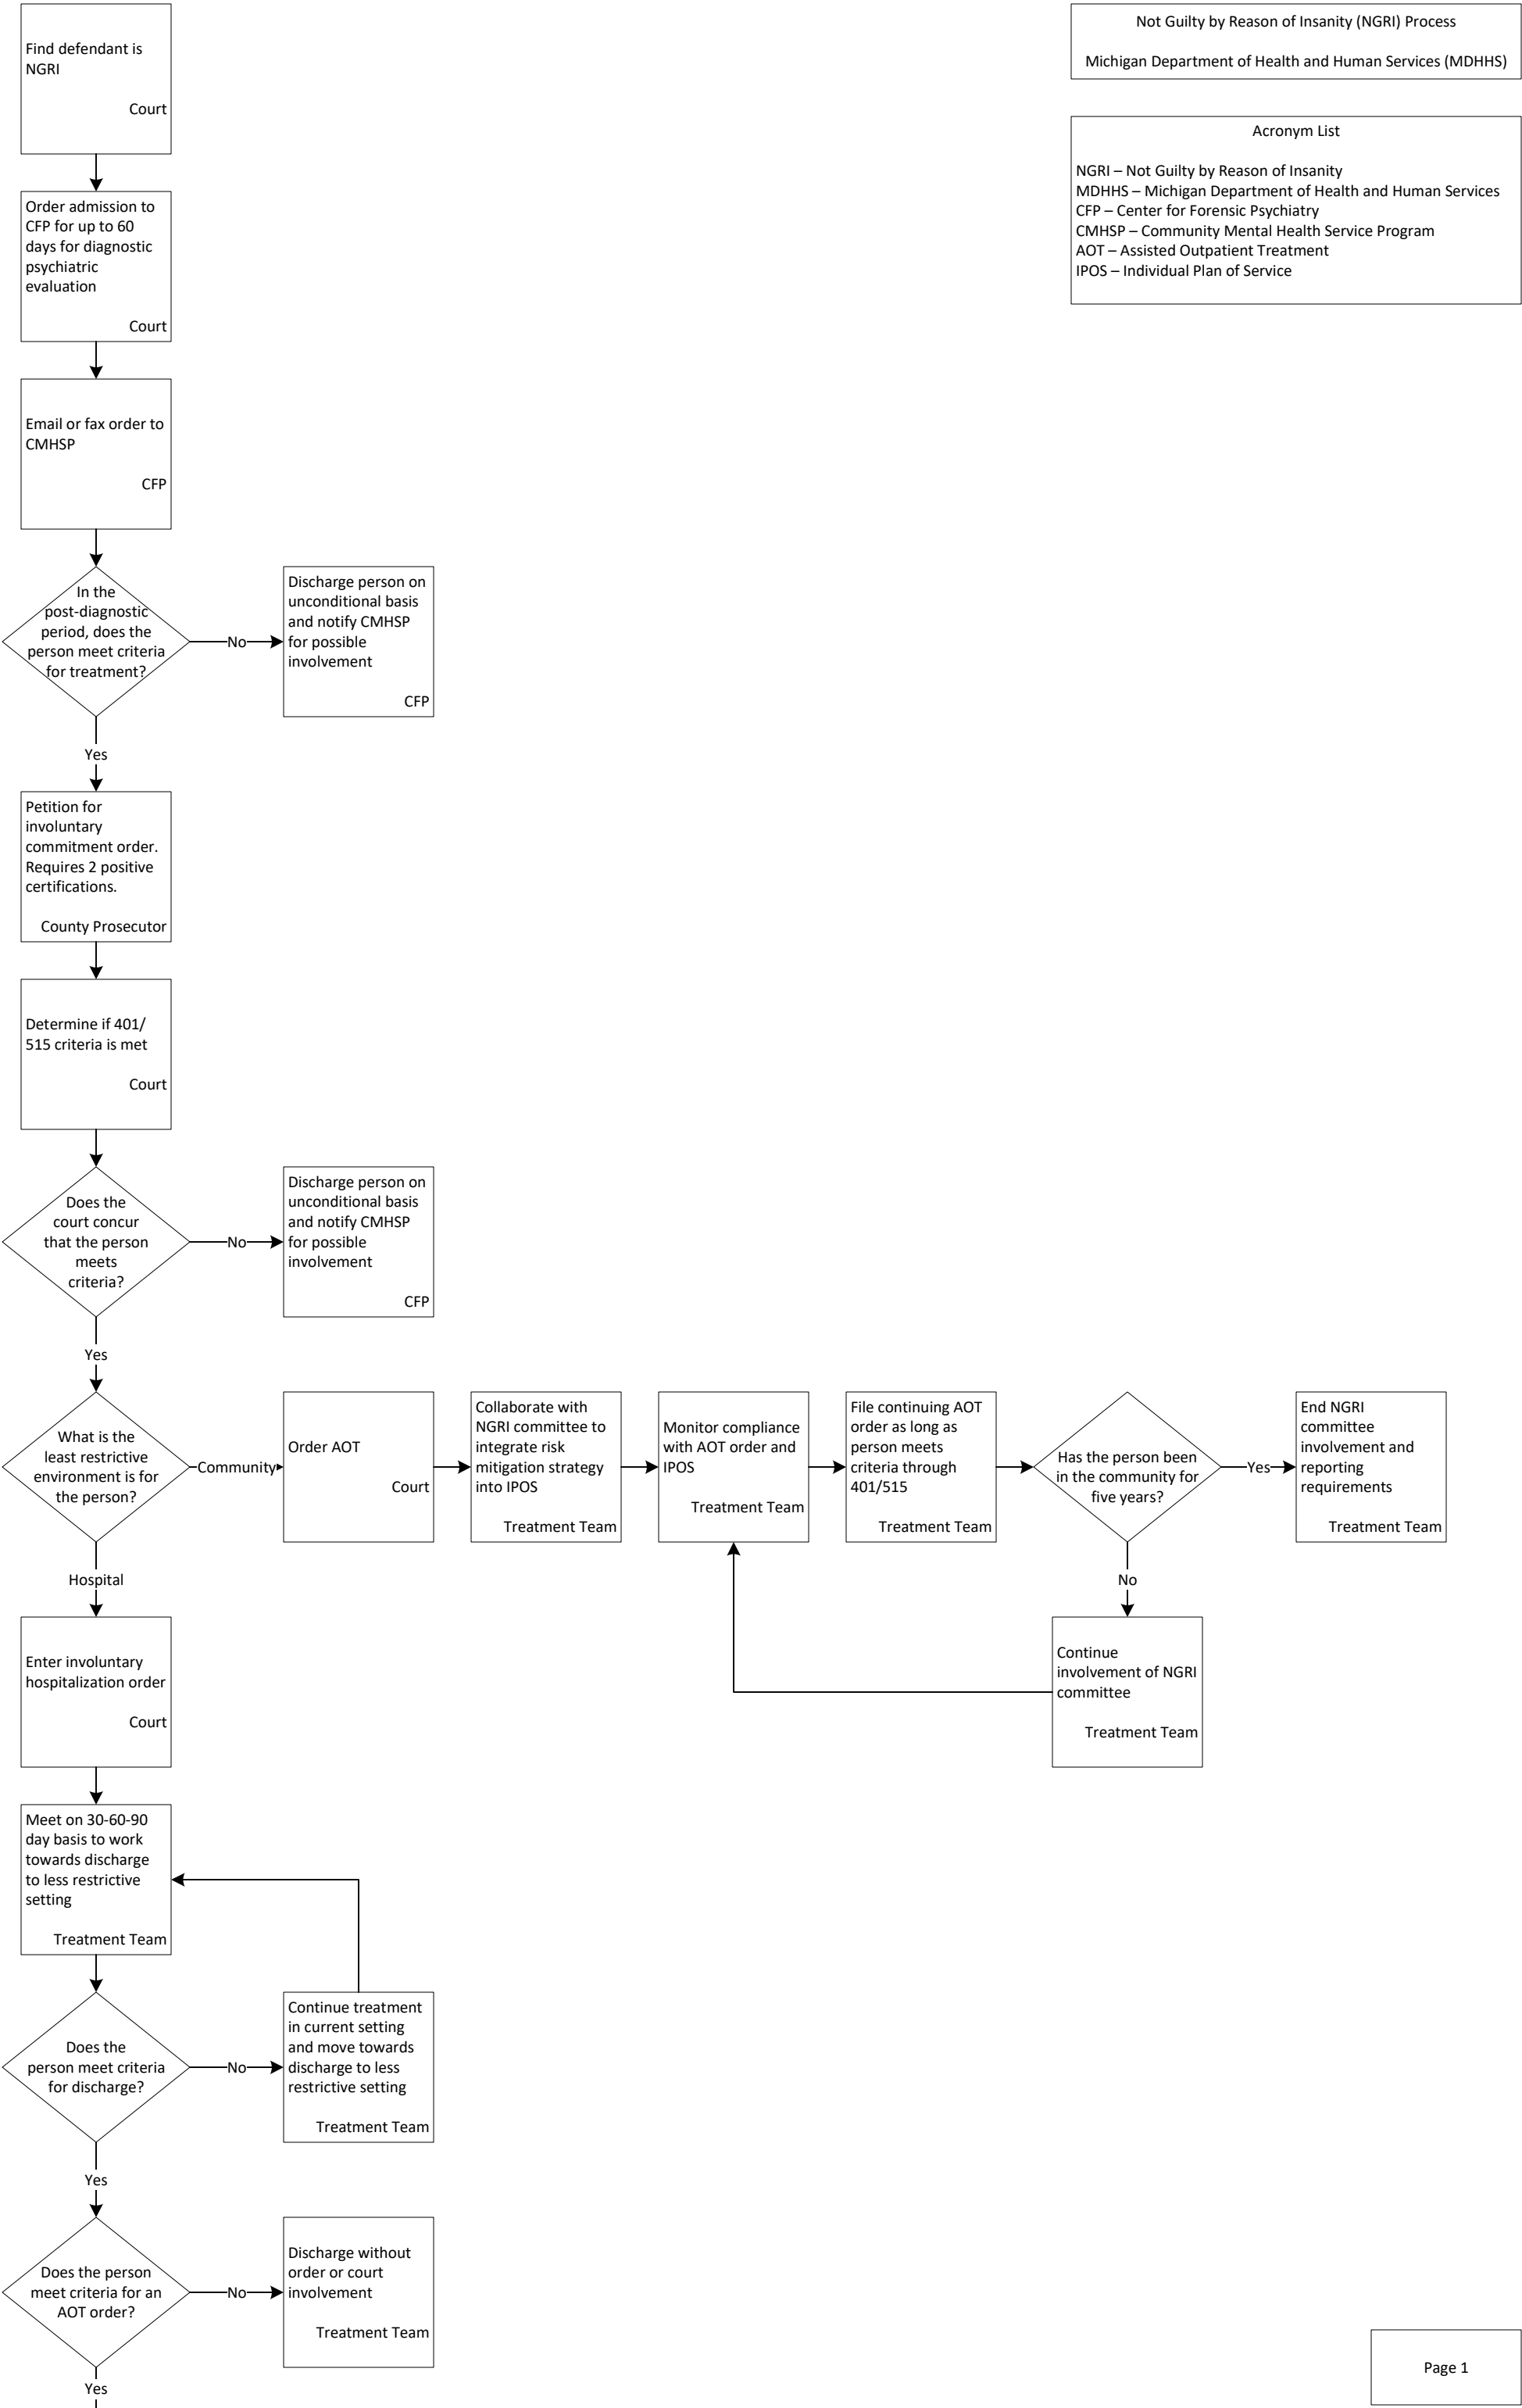 Not Guilty by Reason of Insanity (NGRI) Process
Michigan Department of Health and Human Services (MDHHS)
Acronym List
NGRI – Not Guilty by Reason of Insanity
MDHHS – Michigan Department of Health and Human Services
CFP – Center for Forensic Psychiatry
CMHSP – Community Mental Health Service Program
AOT – Assisted Outpatient Treatment
IPOS – Individual Plan of Service
Find defendant is
NGRI
Court
Order admission to
CFP for up to 60
days for diagnostic
psychiatric
evaluation
Court
Email or fax order to
CMHSP
CFP
In the
post-diagnostic
period, does the
person meet criteria
for treatment?
No
Discharge person on
unconditional basis
and notify CMHSP
for possible
involvement
CFP
Yes
Petition for
involuntary
commitment order.
Requires 2 positive
certifications.
County Prosecutor
Determine if 401/
515 criteria is met
Court
Does the
court concur
that the person
meets
criteria?
No
Discharge person on
unconditional basis
and notify CMHSP
for possible
involvement
CFP
Yes
What is the
least restrictive
environment is for
the person?
Community
Order AOT
Court
Collaborate with
NGRI committee to
integrate risk
mitigation strategy
into IPOS
Treatment Team
Monitor compliance
with AOT order and
IPOS
Treatment Team
File continuing AOT
order as long as
person meets
criteria through
401/515
Treatment Team
Has the person been
in the community for
five years?
Yes
End NGRI
committee
involvement and
reporting
requirements
Treatment Team
No
Continue
involvement of NGRI
committee
Treatment Team
Hospital
Enter involuntary
hospitalization order
Court
Meet on 30-60-90
day basis to work
towards discharge
to less restrictive
setting
Treatment Team
Does the
person meet criteria
for discharge?
No
Continue treatment
in current setting
and move towards
discharge to less
restrictive setting
Treatment Team
Yes
Does the person
meet criteria for an
AOT order?
No
Discharge without
order or court
involvement
Treatment Team
Yes
Page 1